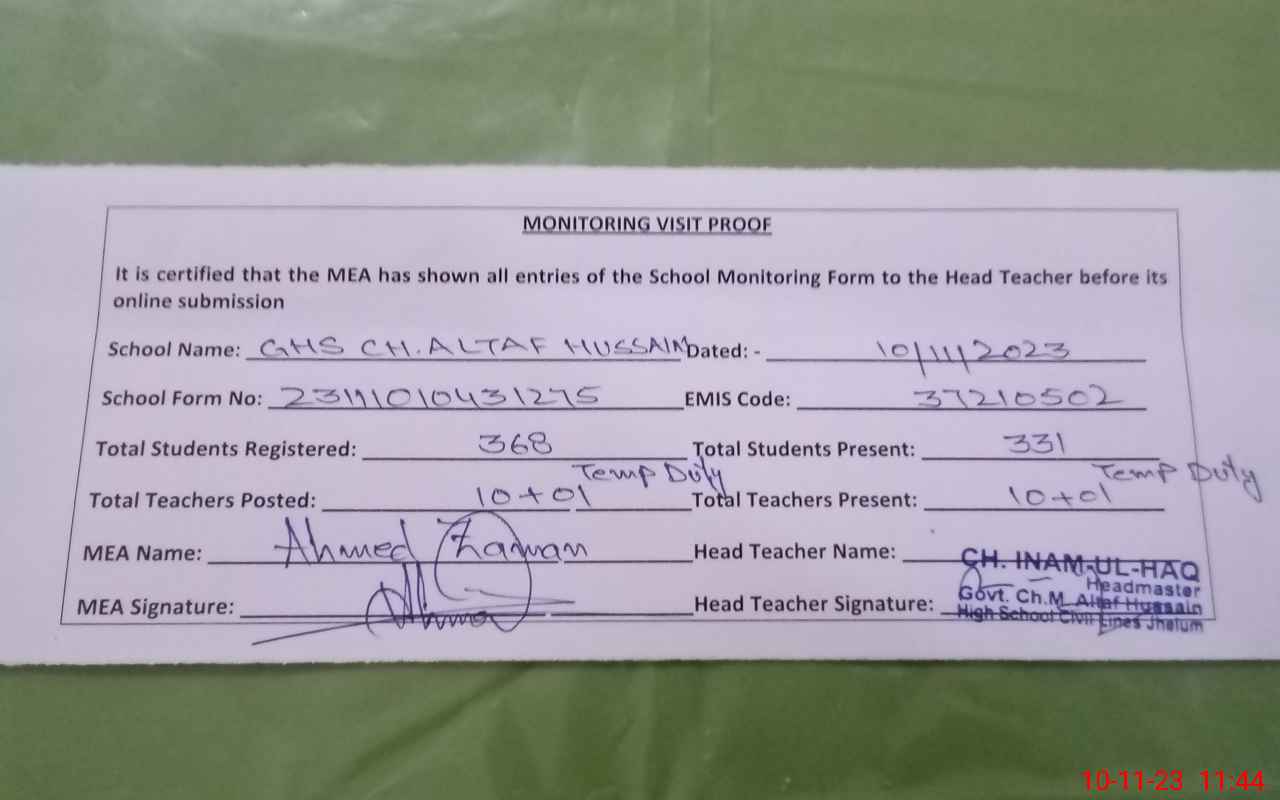 MONITORING VISIT PROOF
It is certified that the MEA has shown all entries of the School Monitoring Form to the Head Teacher before its
online submission
School Name: GHS CH. ALTAF HUSSAIN Dated: - 10/11/2023
School Form No: 23111010431275 EMIS Code: 37210502
Total Students Registered: 368 Total Students Present: 331
Total Teachers Posted: 10+01 Temp Duty Total Teachers Present: 10+01 Temp Duty
MEA Name: Ahmed Zaman Head Teacher Name:
MEA Signature: Ahmed Head Teacher Signature:
CH. INAM-UL-HAQ
Headmaster
Govt. Ch.M. Altaf Hussain
High School Civil Lines Jhelum
10-11-23 11:44